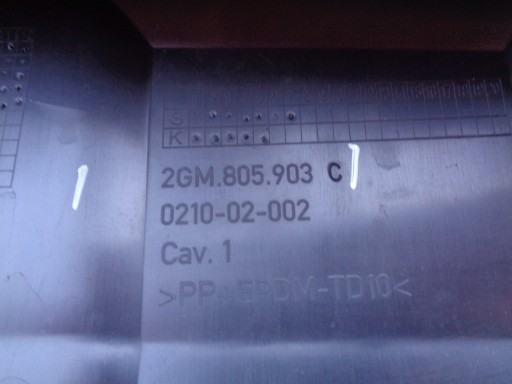 S
K
2GM.805.903 C
0210-02-002
Cav. 1
>PP+EPDM-TD10<